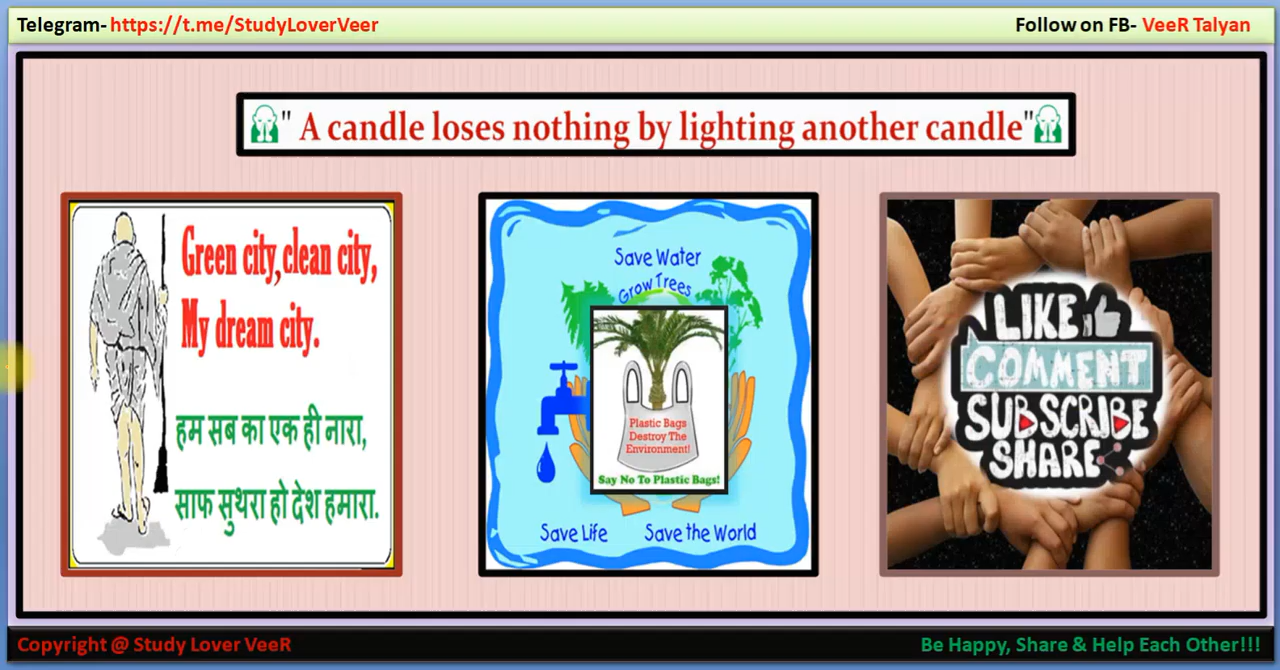 Telegram- https://t.me/StudyLoverVeer
Follow on FB- VeeR Talyan
" A candle loses nothing by lighting another candle"
Green city,clean city,
My dream city.
हम सब का एक ही नारा,
साफ सुथरा हो देश हमारा.
Save Water
Grow Trees
Plastic Bags
Destroy The
Environment!
Say No To Plastic Bags!
Save Life
Save the World
LIKE
COMMENT
SUBSCRIBE
SHARE
Copyright @ Study Lover VeeR
Be Happy, Share & Help Each Other!!!